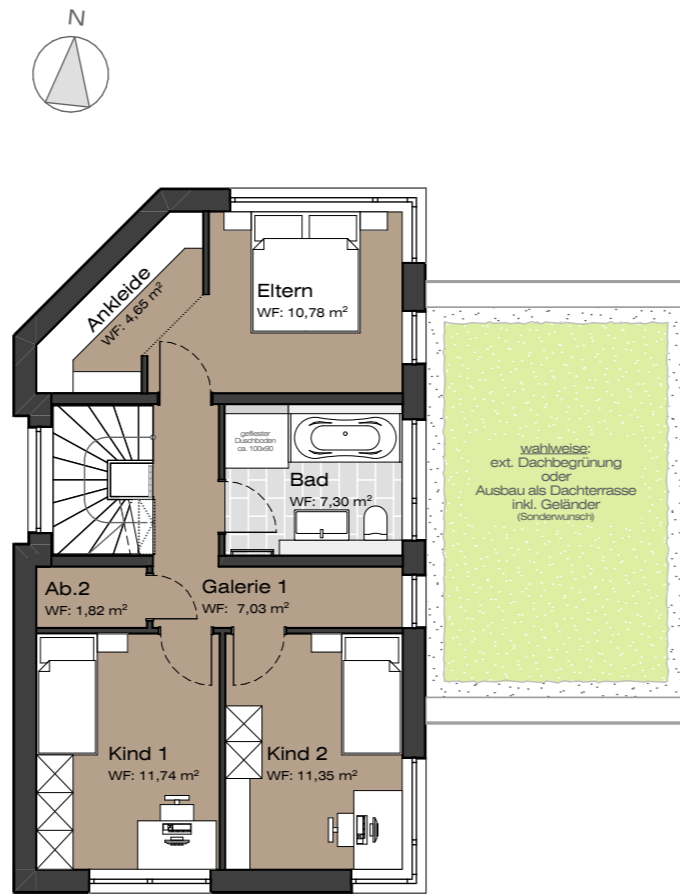 N
Ankleide
WF: 4,65 m²
Eltern
WF: 10,78 m²
gefliester
Duschboden
ca. 100x90
Bad
WF: 7,30 m²
wahlweise:
ext. Dachbegrünung
oder
Ausbau als Dachterrasse
inkl. Geländer
(Sonderwunsch)
Ab.2
WF: 1,82 m²
Galerie 1
WF: 7,03 m²
Kind 1
WF: 11,74 m²
Kind 2
WF: 11,35 m²